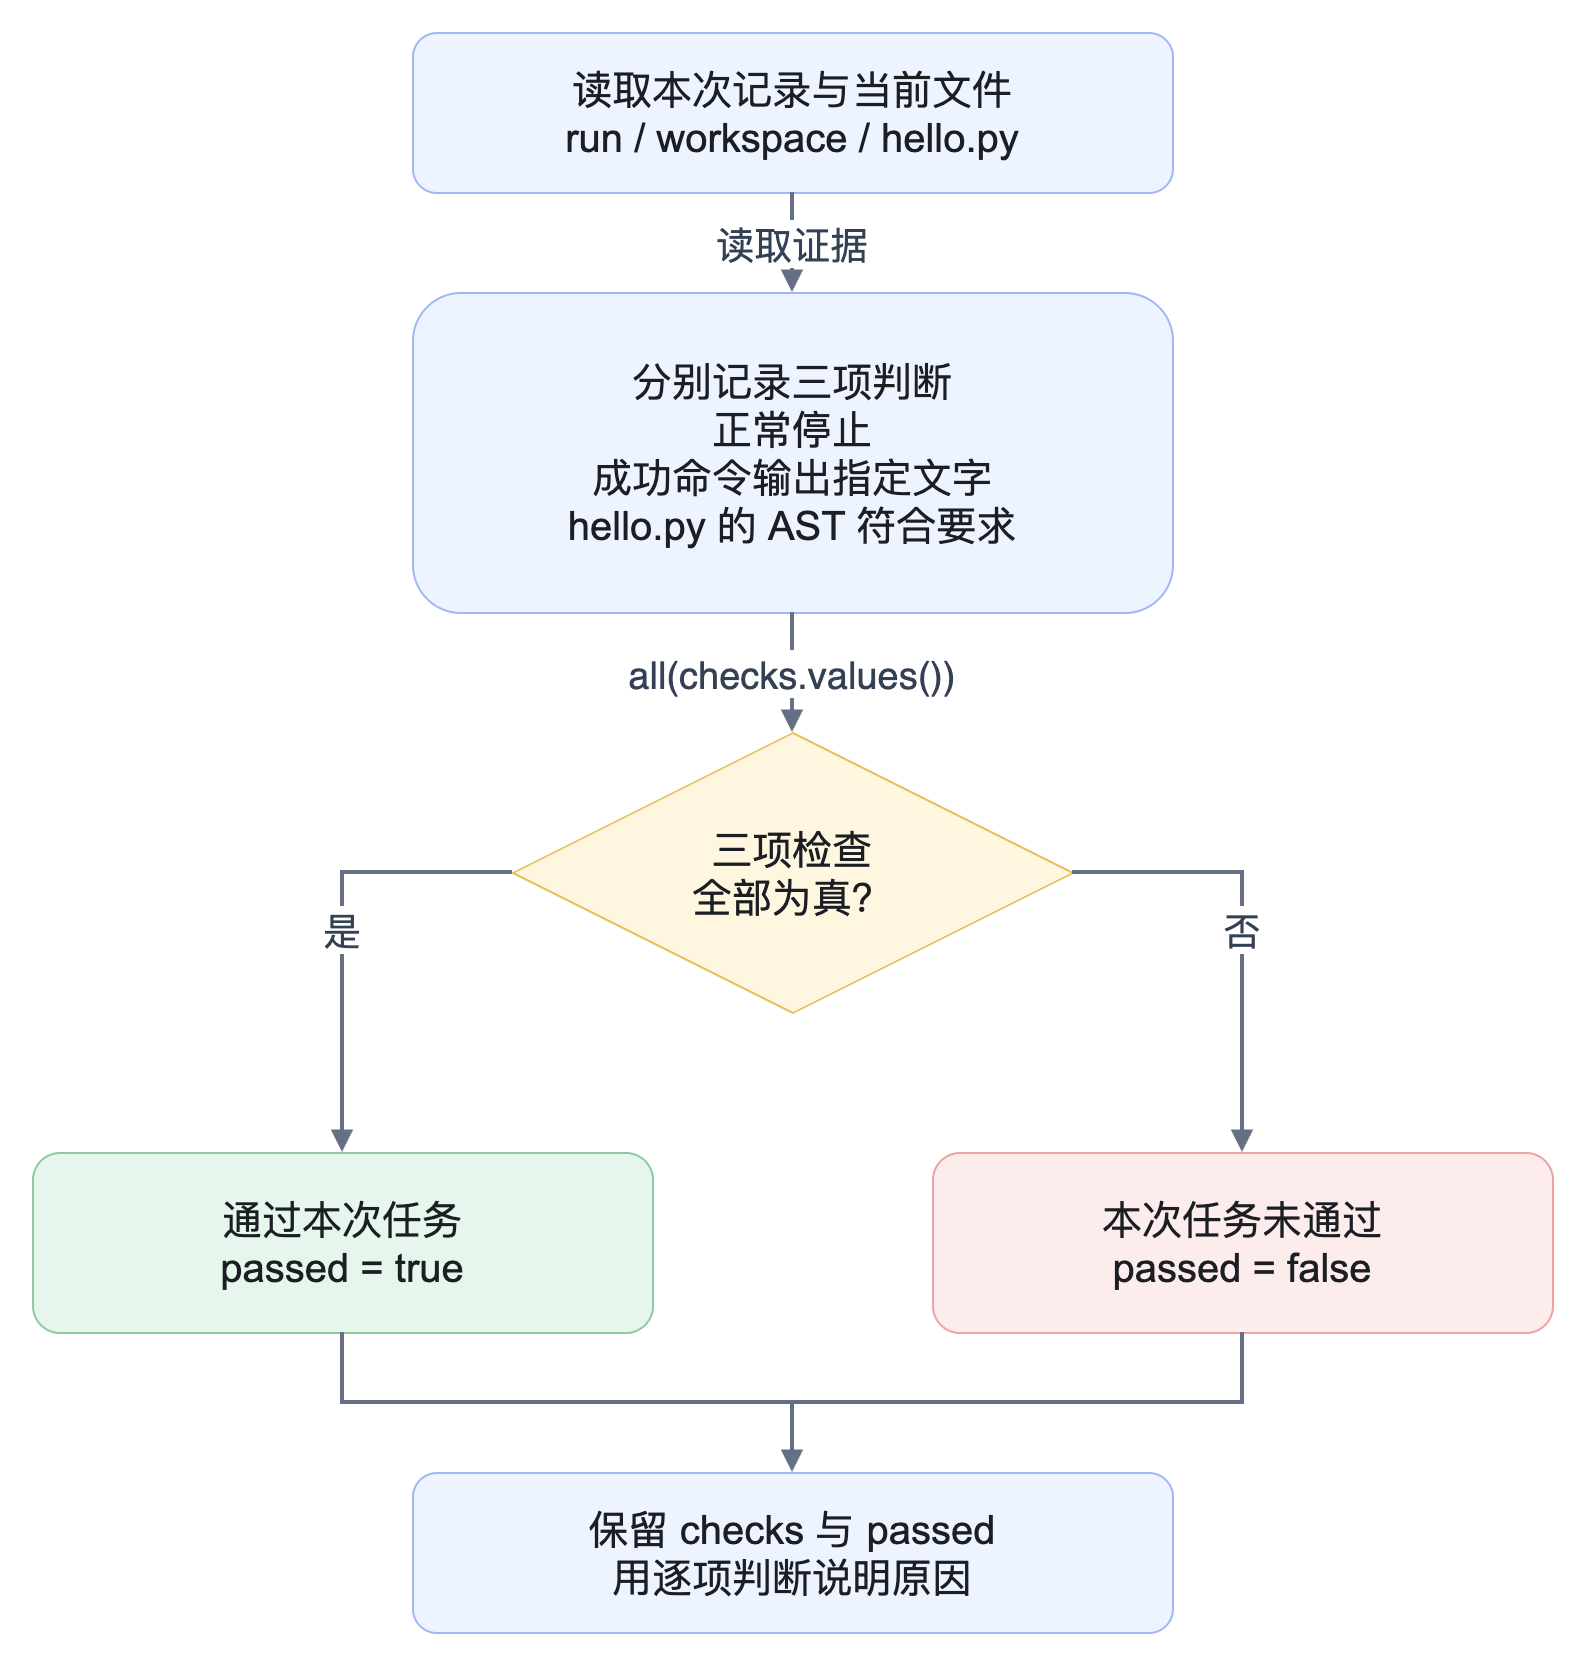 读取本次记录与当前文件
run / workspace / hello.py
读取证据
分别记录三项判断
正常停止
成功命令输出指定文字
hello.py 的 AST 符合要求
all(checks.values())
三项检查
全部为真?
是
否
通过本次任务
passed = true
本次任务未通过
passed = false
保留 checks 与 passed
用逐项判断说明原因